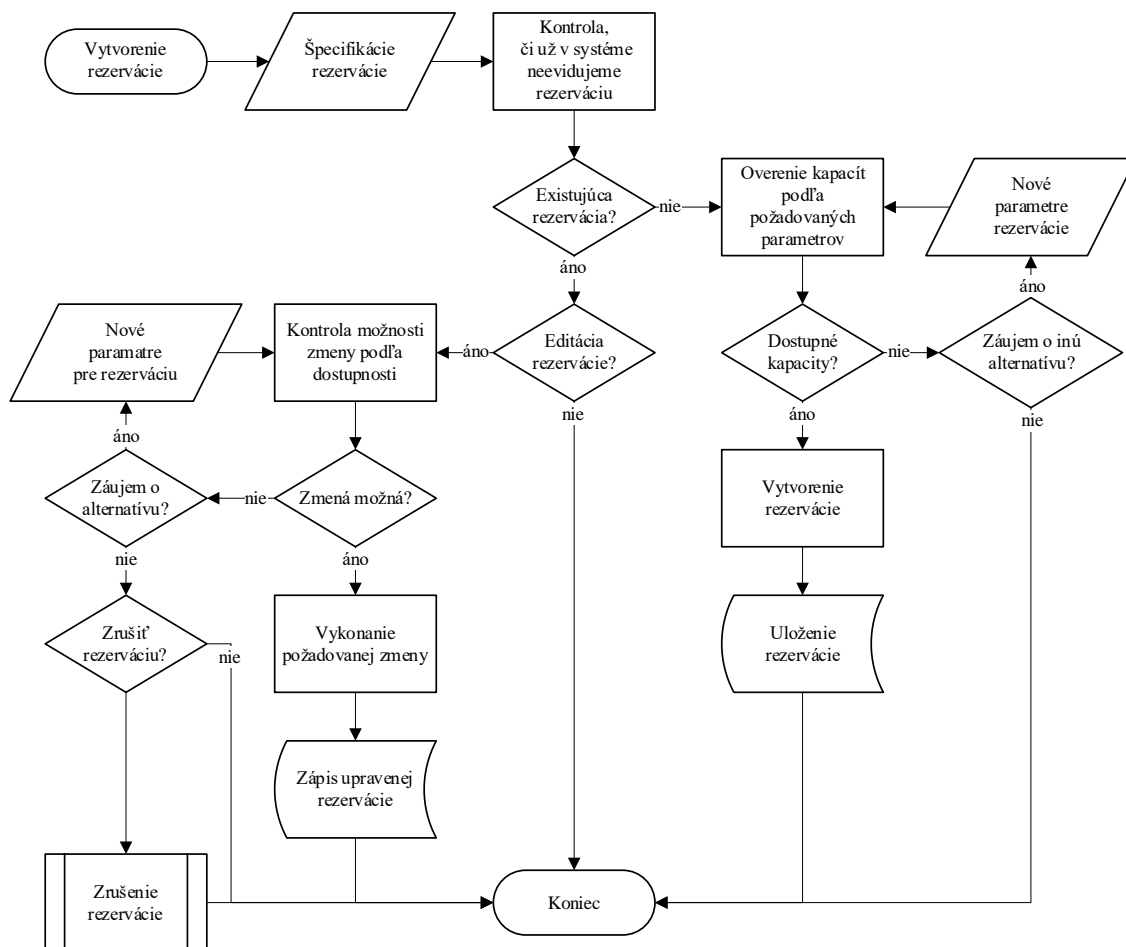 Vytvorenie
rezervácie
Špecifikácie
rezervácie
Kontrola,
či už v systéme
neevidujeme
rezerváciu
Existujúca
rezervácia?
nie
Overenie kapacít
podľa
požadovaných
parametrov
Nové
parametre
rezervácie
áno
áno
Nové
paramatre
pre rezerváciu
Kontrola možnosti
zmeny podľa
dostupnosti
áno
Editácia
rezervácie?
Dostupné
kapacity?
nie
Záujem o inú
alternatívu?
nie
áno
nie
áno
Záujem o
alternatívu?
nie
Zmená možná?
Vytvorenie
rezervácie
nie
áno
Zrušiť
rezerváciu?
nie
Vykonanie
požadovanej zmeny
Uloženie
rezervácie
Zápis upravenej
rezervácie
Zrušenie
rezervácie
Koniec